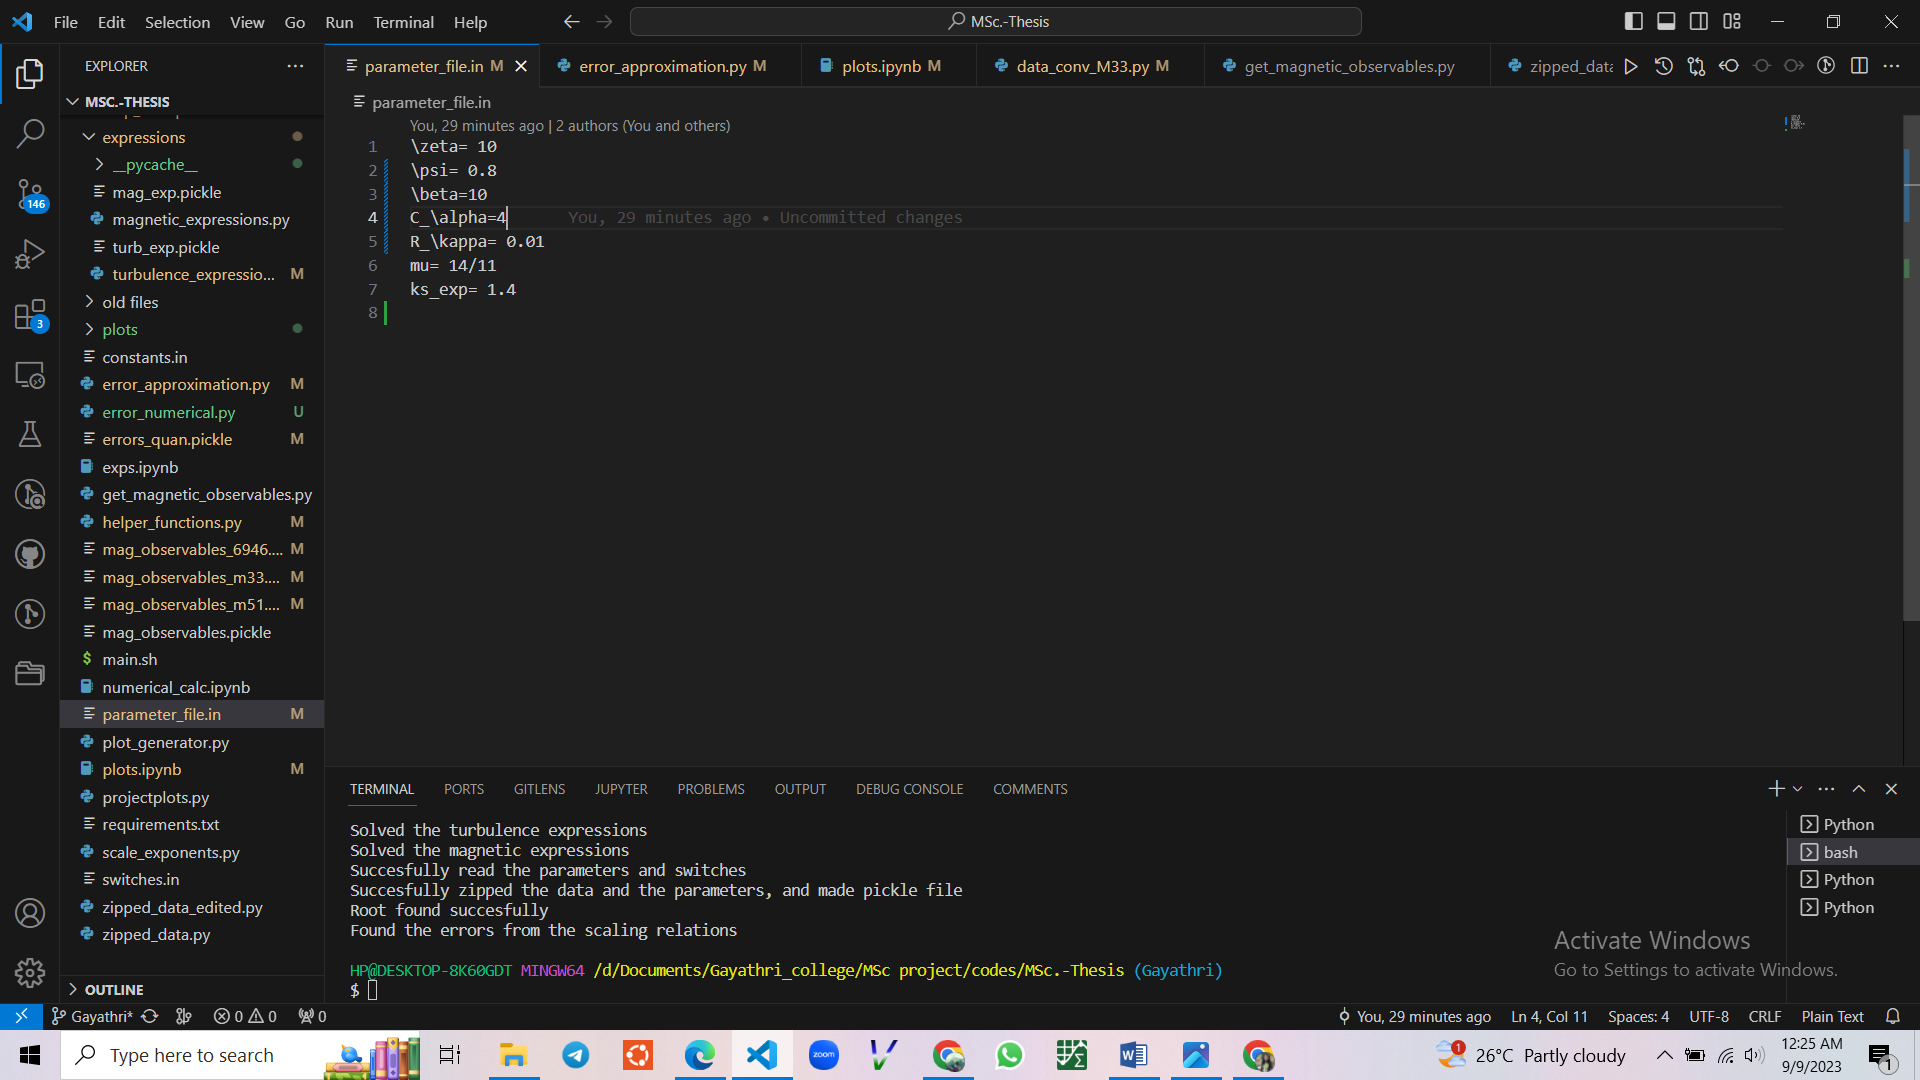 File Edit Selection View Go Run Terminal Help
MSc.-Thesis
EXPLORER
MSC.-THESIS
expressions
__pycache__
mag_exp.pickle
magnetic_expressions.py
turb_exp.pickle
turbulence_expressio... M
old files
plots
constants.in
error_approximation.py M
error_numerical.py U
errors_quan.pickle M
exps.ipynb
get_magnetic_observables.py
helper_functions.py M
mag_observables_6946.... M
mag_observables_m33.... M
mag_observables_m51.... M
mag_observables.pickle
main.sh
numerical_calc.ipynb
parameter_file.in M
plot_generator.py
plots.ipynb M
projectplots.py
requirements.txt
scale_exponents.py
switches.in
zipped_data_edited.py
zipped_data.py
OUTLINE
146
3
parameter_file.in M error_approximation.py M plots.ipynb M data_conv_M33.py M get_magnetic_observables.py zipped_data
parameter_file.in
You, 29 minutes ago | 2 authors (You and others)
1 \zeta= 10
2 \psi= 0.8
3 \beta=10
4 C_\alpha=4 You, 29 minutes ago • Uncommitted changes
5 R_\kappa= 0.01
6 mu= 14/11
7 ks_exp= 1.4
8
TERMINAL PORTS GITLENS JUPYTER PROBLEMS OUTPUT DEBUG CONSOLE COMMENTS
Solved the turbulence expressions
Solved the magnetic expressions
Succesfully read the parameters and switches
Succesfully zipped the data and the parameters, and made pickle file
Root found succesfully
Found the errors from the scaling relations
HP@DESKTOP-8K60GDT MINGW64 /d/Documents/Gayathri_college/MSc project/codes/MSc.-Thesis (Gayathri)
$
Python
bash
Python
Python
Activate Windows
Go to Settings to activate Windows.
Gayathri* 0 0 0 You, 29 minutes ago Ln 4, Col 11 Spaces: 4 UTF-8 CRLF Plain Text
Type here to search
zoom
1
26°C Partly cloudy
12:25 AM
9/9/2023
1